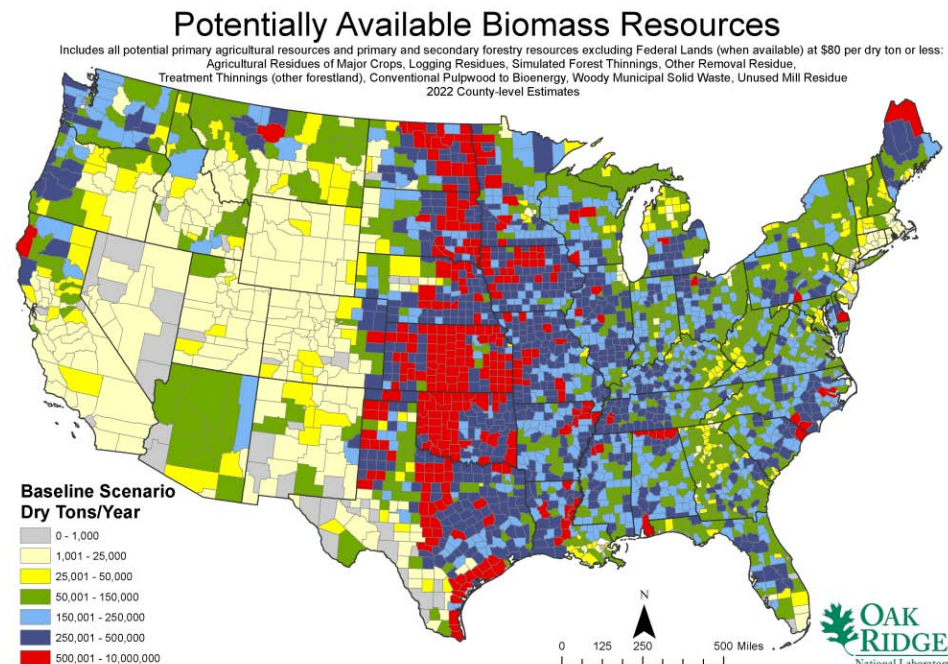 Potentially Available Biomass Resources
Includes all potential primary agricultural resources and primary and secondary forestry resources excluding Federal Lands (when available) at $80 per dry ton or less:
Agricultural Residues of Major Crops, Logging Residues, Simulated Forest Thinnings, Other Removal Residue,
Treatment Thinnings (other forestland), Conventional Pulpwood to Bioenergy, Woody Municipal Solid Waste, Unused Mill Residue
2022 County-level Estimates
Baseline Scenario
Dry Tons/Year
0 - 1,000
1,001 - 25,000
25,001 - 50,000
50,001 - 150,000
150,001 - 250,000
250,001 - 500,000
500,001 - 10,000,000
N
0 125 250 500 Miles
OAK
RIDGE
National Laborator